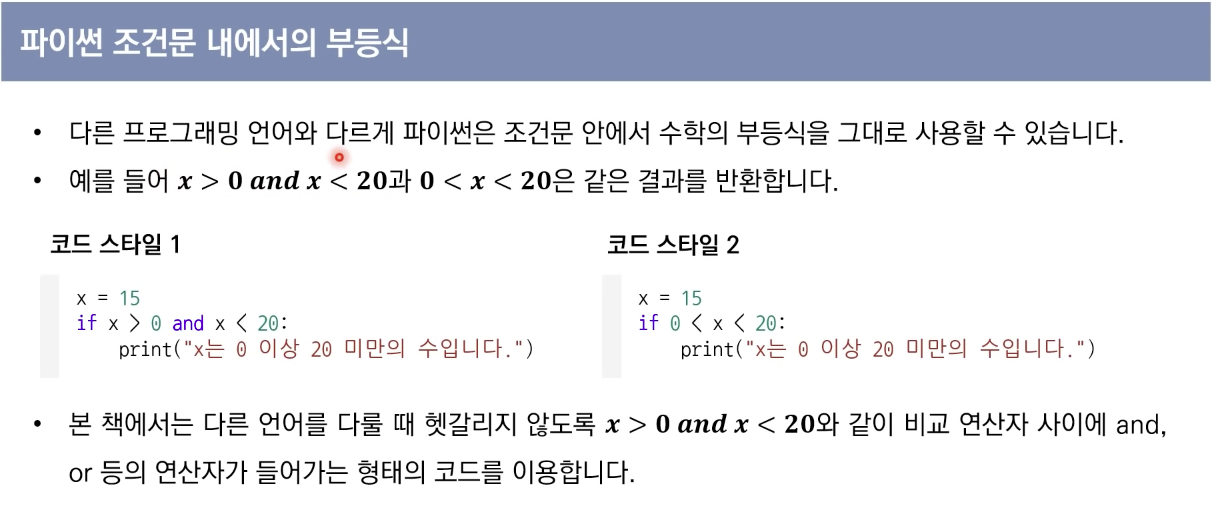 파이썬 조건문 내에서의 부등식
• 다른 프로그래밍 언어와 다르게 파이썬은 조건문 안에서 수학의 부등식을 그대로 사용할 수 있습니다.
• 예를 들어 x > 0 and x < 20과 0 < x < 20은 같은 결과를 반환합니다.
코드 스타일 1
x = 15
if x > 0 and x < 20:
    print("x는 0 이상 20 미만의 수입니다.")
코드 스타일 2
x = 15
if 0 < x < 20:
    print("x는 0 이상 20 미만의 수입니다.")
• 본 책에서는 다른 언어를 다룰 때 헷갈리지 않도록 x > 0 and x < 20와 같이 비교 연산자 사이에 and,
or 등의 연산자가 들어가는 형태의 코드를 이용합니다.